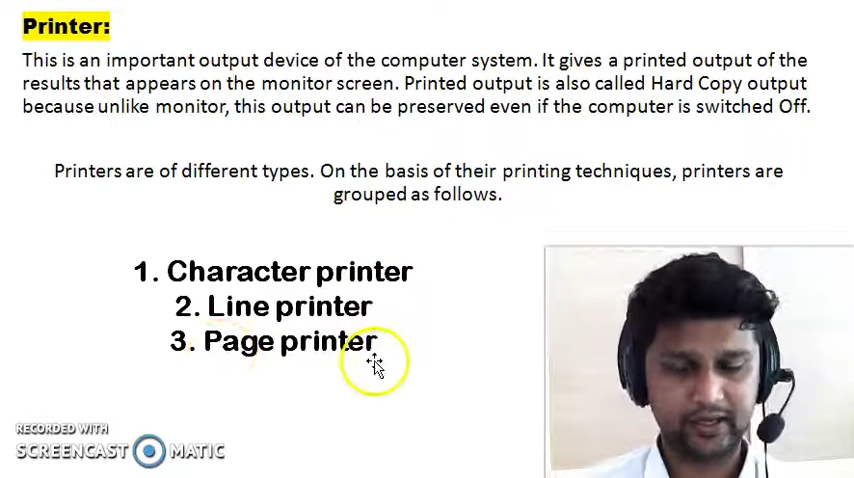 Printer:
This is an important output device of the computer system. It gives a printed output of the
results that appears on the monitor screen. Printed output is also called Hard Copy output
because unlike monitor, this output can be preserved even if the computer is switched Off.
Printers are of different types. On the basis of their printing techniques, printers are
grouped as follows.
1. Character printer
2. Line printer
3. Page printer
RECORDED WITH
SCREENCAST MATIC